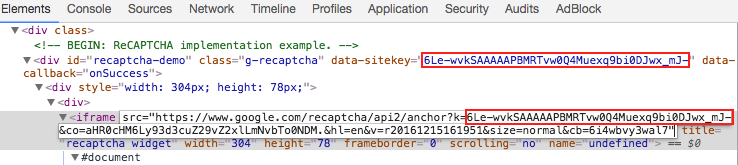 Elements Console Sources Network Timeline Profiles Application Security Audits AdBlock
▼<div class>
<!-- BEGIN: ReCAPTCHA implementation example. -->
▼<div id="recaptcha-demo" class="g-recaptcha" data-sitekey="6Le-wvkSAAAAAPBMRTvw0Q4Muexq9bi0DJwx_mJ-" data-
callback="onSuccess">
▼<div style="width: 304px; height: 78px;">
▼<div>
▼<iframe src="https://www.google.com/recaptcha/api2/anchor?k=6Le-wvkSAAAAAPBMRTvw0Q4Muexq9bi0DJwx_mJ-
&co=aHR0cHM6Ly93d3cuZ29vZ2xlLmNvbTo0NDM.&hl=en&v=r20161215161951&size=normal&cb=6i4wbvy3wal7" title=
"recaptcha widget" width="304" height="78" frameborder="0" scrolling="no" name="undefined"> == $0
▼#document